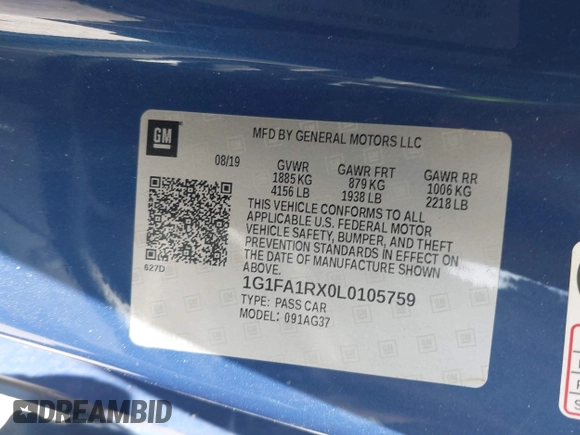 GM
MFD BY GENERAL MOTORS LLC
08/19
GVWR GAWR FRT GAWR RR
1885 KG 879 KG 1006 KG
4156 LB 1938 LB 2218 LB
THIS VEHICLE CONFORMS TO ALL
APPLICABLE U.S. FEDERAL MOTOR
VEHICLE SAFETY, BUMPER, AND THEFT
PREVENTION STANDARDS IN EFFECT ON
THE DATE OF MANUFACTURE SHOWN
ABOVE.
627D
1G1FA1RX0L0105759
TYPE: PASS CAR
MODEL: 091AG37
DREAMBID